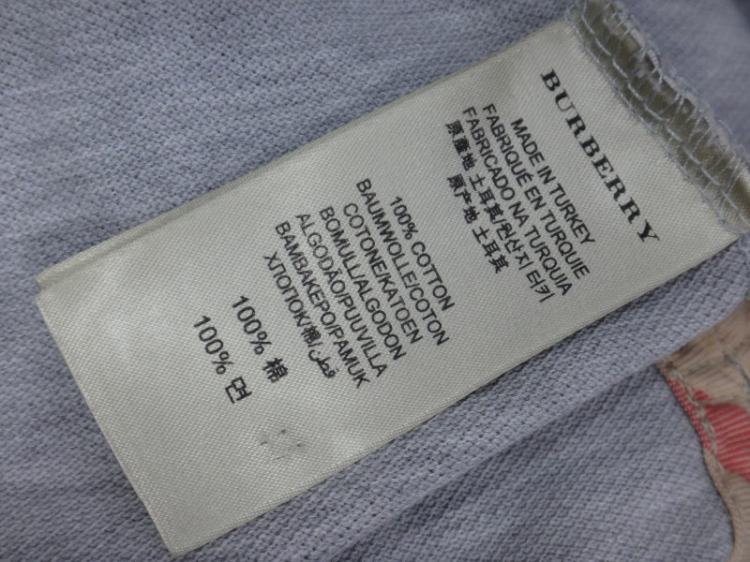 BURBERRY
MADE IN TURKEY
FABRIQUÉ EN TURQUIE
FABRICADO NA TURQUIA
原產地 土耳其/원산지 터키
原产地 土耳其
100% COTTON
BAUMWOLLE/COTON
COTONE/KATOEN
BOMULL/ALGODON
ALGODÃO/PUUVILLA
BAMBAKEPO/PAMUK
ХЛОПОК/棉/قطن
100% 棉
100% 면